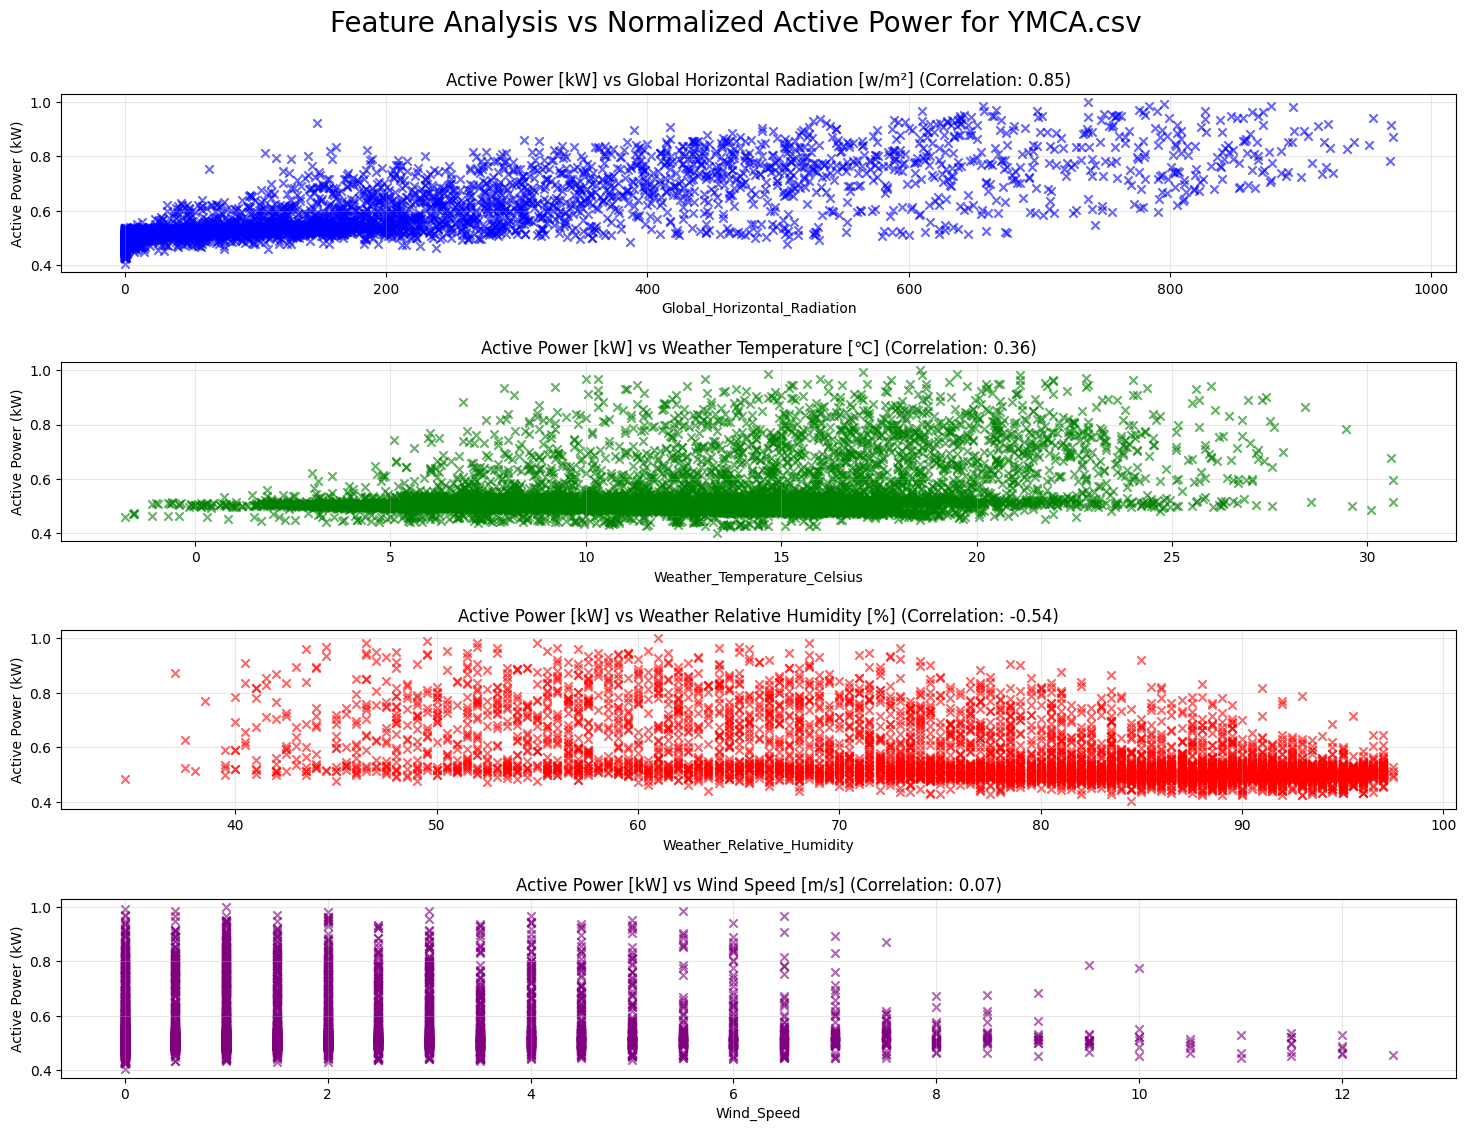 Feature Analysis vs Normalized Active Power for YMCA.csv
Active Power [kW] vs Global Horizontal Radiation [w/m²] (Correlation: 0.85)
Active Power (kW)
1.0
0.8
0.6
0.4
0 200 400 600 800 1000
Global_Horizontal_Radiation
Active Power [kW] vs Weather Temperature [℃] (Correlation: 0.36)
Active Power (kW)
1.0
0.8
0.6
0.4
0 5 10 15 20 25 30
Weather_Temperature_Celsius
Active Power [kW] vs Weather Relative Humidity [%] (Correlation: -0.54)
Active Power (kW)
1.0
0.8
0.6
0.4
40 50 60 70 80 90 100
Weather_Relative_Humidity
Active Power [kW] vs Wind Speed [m/s] (Correlation: 0.07)
Active Power (kW)
1.0
0.8
0.6
0.4
0 2 4 6 8 10 12
Wind_Speed